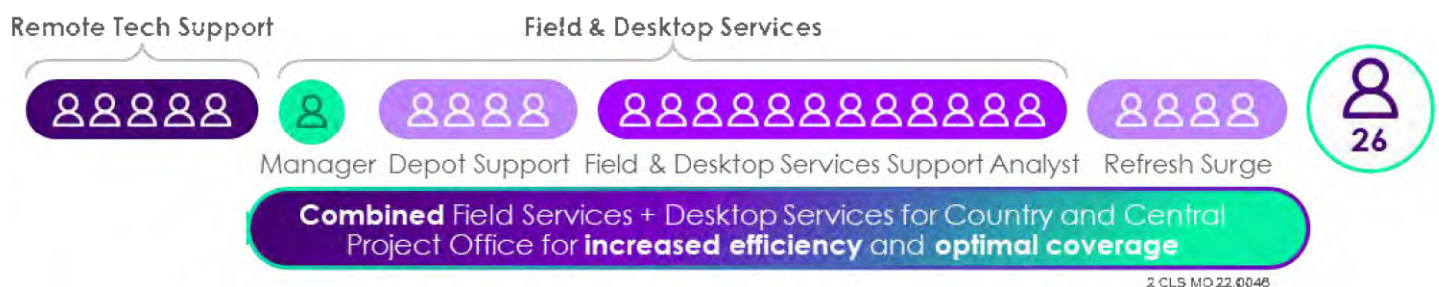 Remote Tech Support
Field & Desktop Services
26
Manager
Depot Support
Field & Desktop Services Support Analyst
Refresh Surge
Combined Field Services + Desktop Services for Country and Central
Project Office for increased efficiency and optimal coverage
2 CLS MO 22.0046